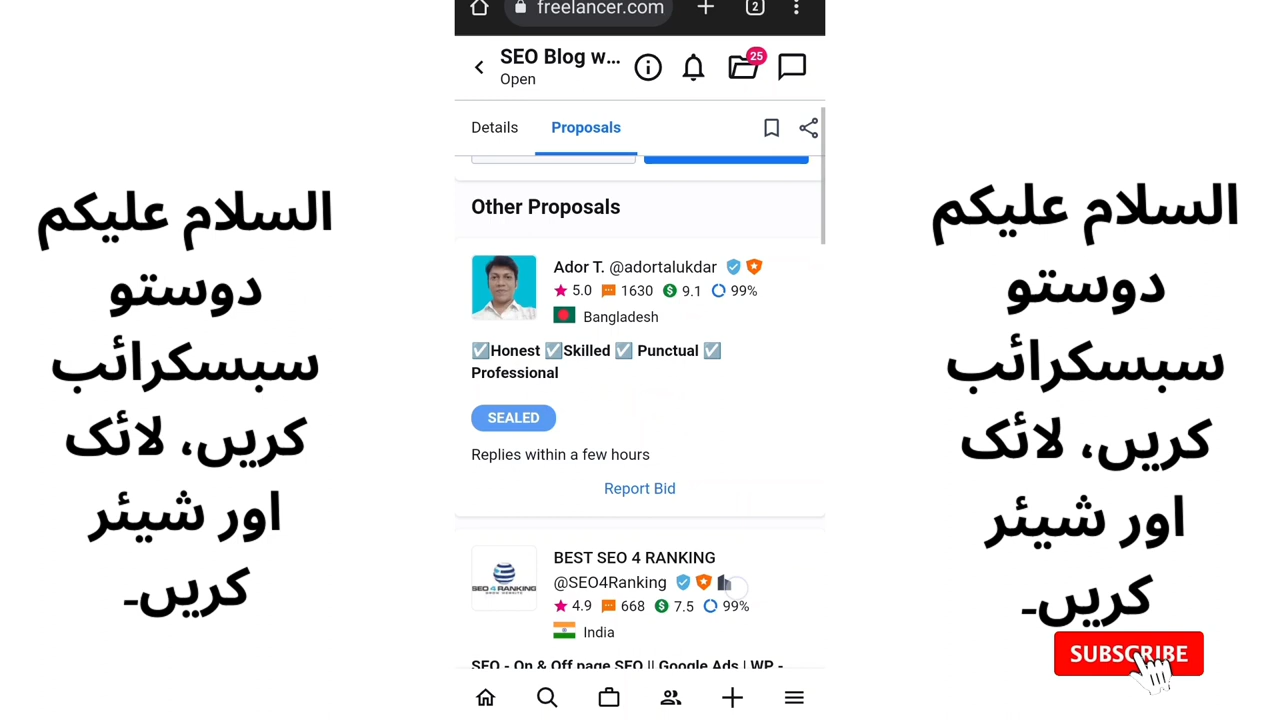 freelancer.com
2
SEO Blog w...
Open
25
Details
Proposals
Other Proposals
Ador T. @adortalukdar
5.0 1630 9.1 99%
Bangladesh
☑Honest ☑Skilled ☑ Punctual ☑
Professional
SEALED
Replies within a few hours
Report Bid
SEO 4 RANKING
BEST SEO 4 RANKING
@SEO4Ranking
4.9 668 7.5 99%
India
SEO - On & Off page SEO || Google Ads | WP -
السلام علیکم
دوستو
سبسکرائب
کریں، لائک
اور شیئر
کریں۔
السلام علیکم
دوستو
سبسکرائب
کریں، لائک
اور شیئر
کریں۔
SUBSCRIBE